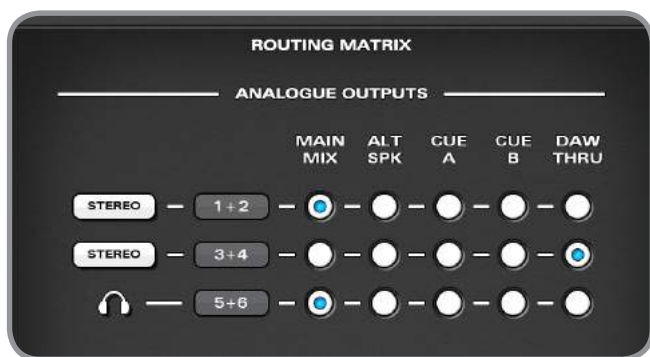 ROUTING MATRIX
ANALOGUE OUTPUTS
MAIN MIX ALT SPK CUE A CUE B DAW THRU
STEREO 1+2
STEREO 3+4
5+6